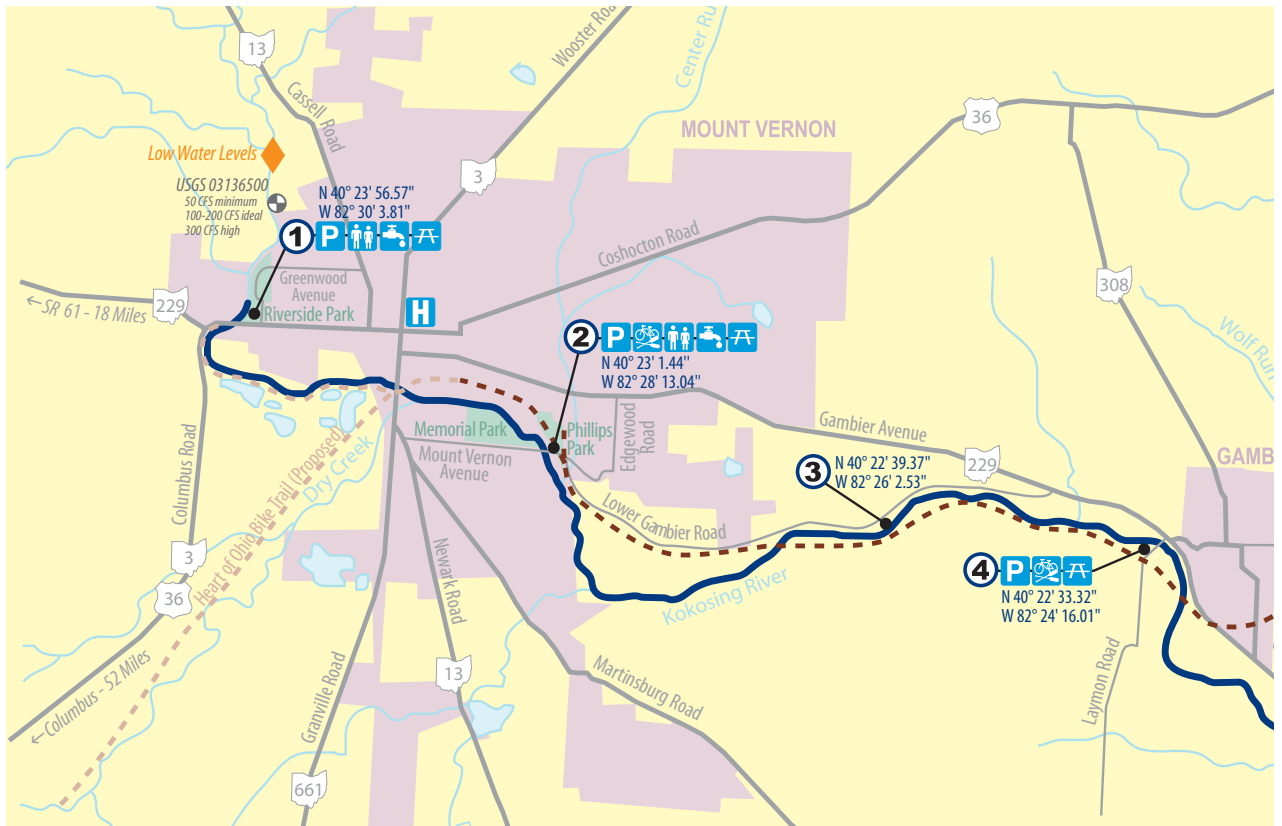 13
Cassell Road
Wooster Roa
Center Ru
36
MOUNT VERNON
Low Water Levels
USGS 03136500
50 CFS minimum
100-200 CFS ideal
300 CFS high
N 40° 23' 56.57"
W 82° 30' 3.81"
3
1 P
Coshocton Road
308
Greenwood
Avenue
← SR 61 - 18 Miles
229
Riverside Park
H
Wolf Run
2 P
N 40° 23' 1.44"
W 82° 28' 13.04"
Memorial Park
Phillips
Park
Edgewood
Road
Mount Vernon
Avenue
Gambier Avenue
229
GAMB
Columbus Road
Heart of Ohio Bike Trail (Proposed)
Dry Creek
3
N 40° 22' 39.37"
W 82° 26' 2.53"
Lower Gambier Road
Newark Road
Kokosing River
4 P
N 40° 22' 33.32"
W 82° 24' 16.01"
3
36
← Columbus - 52 Miles
Granville Road
13
Martinsburg Road
Laymon Road
661